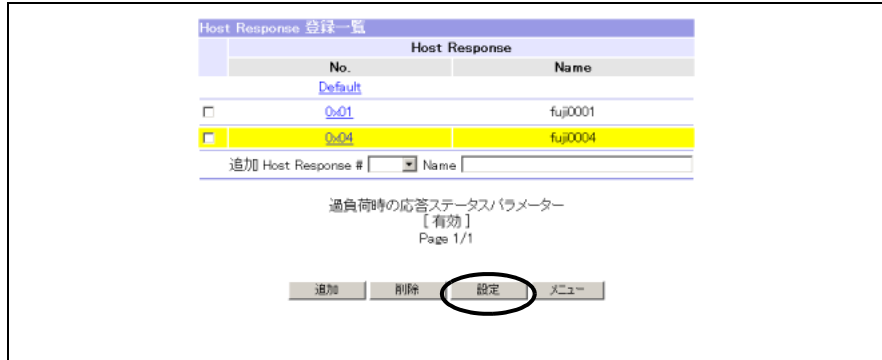 Host Response 登録一覧
Host Response
No. Name
Default
0x01 fuji0001
0x04 fuji0004
追加 Host Response # Name
過負荷時の応答ステータスパラメーター
[ 有効 ]
Page 1/1
追加 削除 設定 メニュー